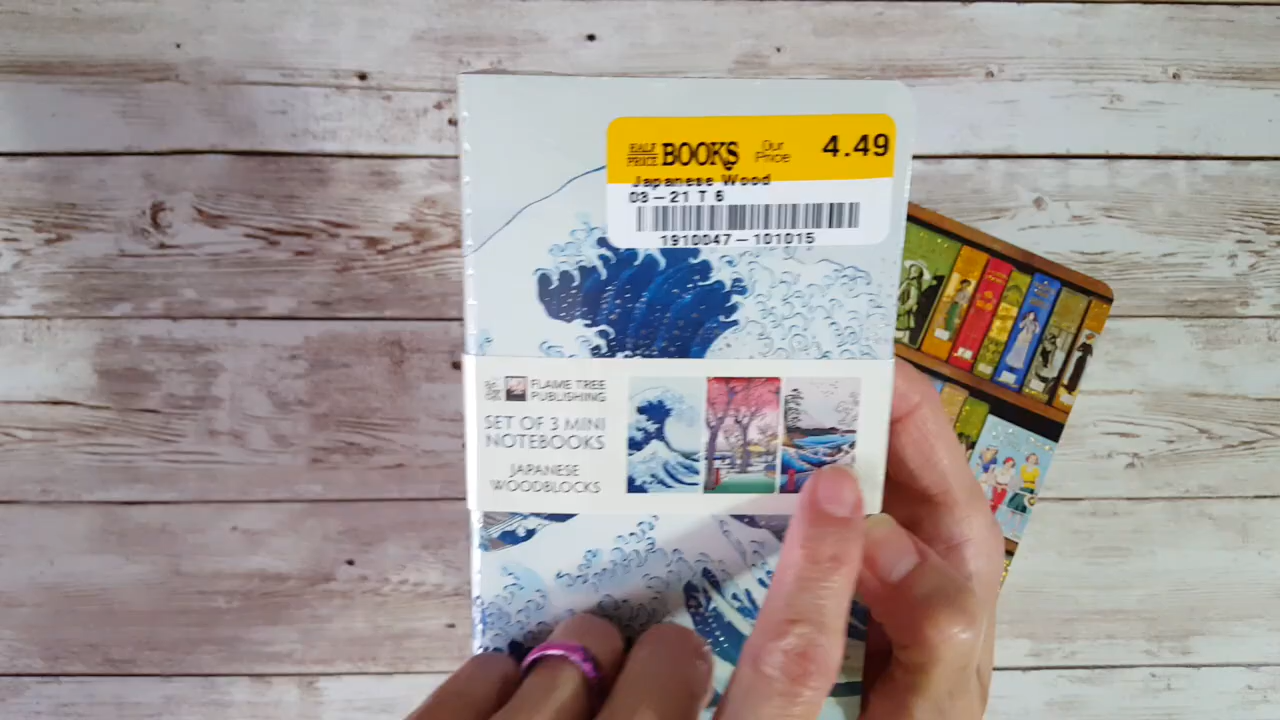 HALF PRICE BOOKS Our Price 4.49
Japanese Wood
03-21 T 6
1910047-101015
FLAME TREE
PUBLISHING
SET OF 3 MINI
NOTEBOOKS
JAPANESE
WOODBLOCKS